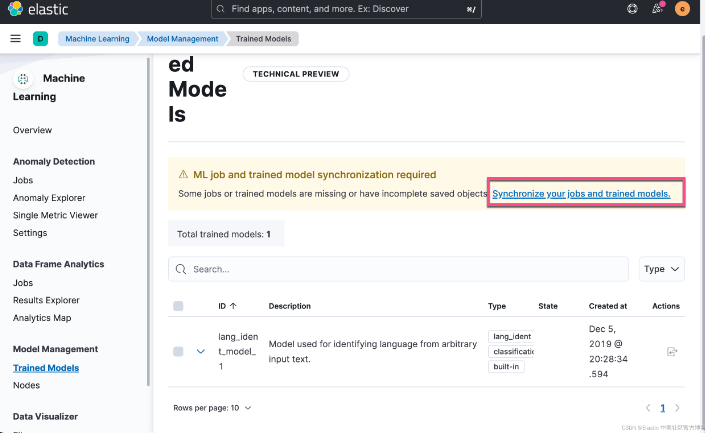 elastic
Find apps, content, and more. Ex: Discover
⌘/
e
D
Machine Learning
Model Management
Trained Models
Machine
Learning
Overview
Anomaly Detection
Jobs
Anomaly Explorer
Single Metric Viewer
Settings
Data Frame Analytics
Jobs
Results Explorer
Analytics Map
Model Management
Trained Models
Nodes
Data Visualizer
ed
Mode
ls
TECHNICAL PREVIEW
ML job and trained model synchronization required
Some jobs or trained models are missing or have incomplete saved objects. Synchronize your jobs and trained models.
Total trained models: 1
Search...
Type
ID ↑ Description Type State Created at Actions
lang_iden
t_model_
1
Model used for identifying language from arbitrary
input text.
lang_ident
classificatic
built-in
Dec 5,
2019 @
20:28:34
.594
Rows per page: 10
1
CSDN @Elastic 中国社区官方博客